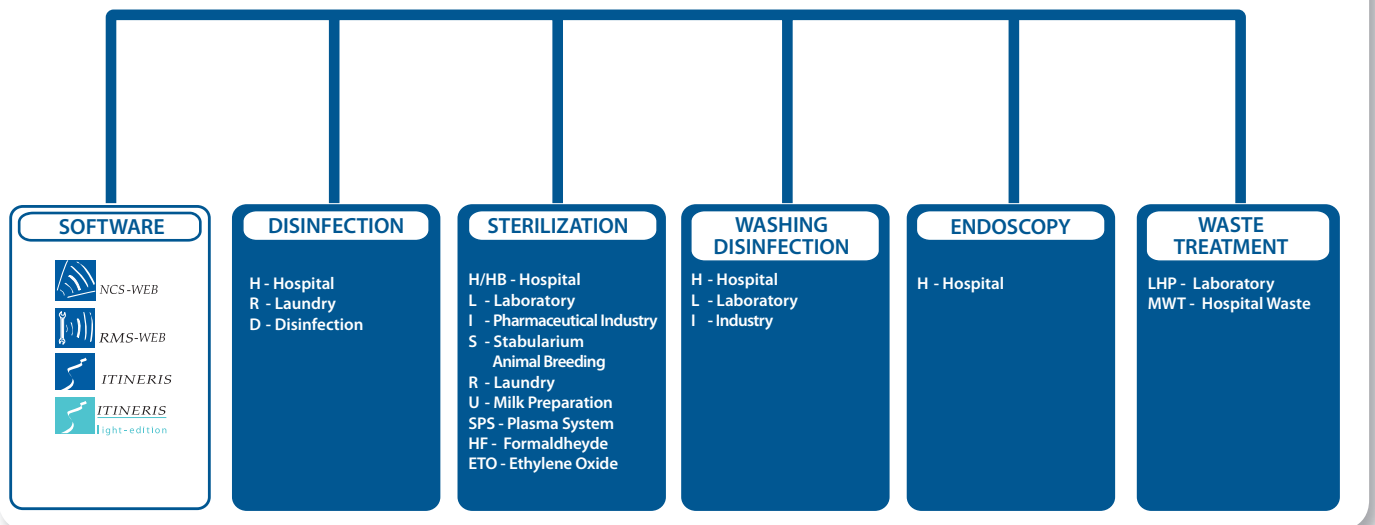 SOFTWARE
NCS-WEB
RMS-WEB
ITINERIS
ITINERIS
light-edition
DISINFECTION
H - Hospital
R - Laundry
D - Disinfection
STERILIZATION
H/HB - Hospital
L - Laboratory
I - Pharmaceutical Industry
S - Stabularium
Animal Breeding
R - Laundry
U - Milk Preparation
SPS - Plasma System
HF - Formaldheyde
ETO - Ethylene Oxide
WASHING
DISINFECTION
H - Hospital
L - Laboratory
I - Industry
ENDOSCOPY
H - Hospital
WASTE
TREATMENT
LHP - Laboratory
MWT - Hospital Waste